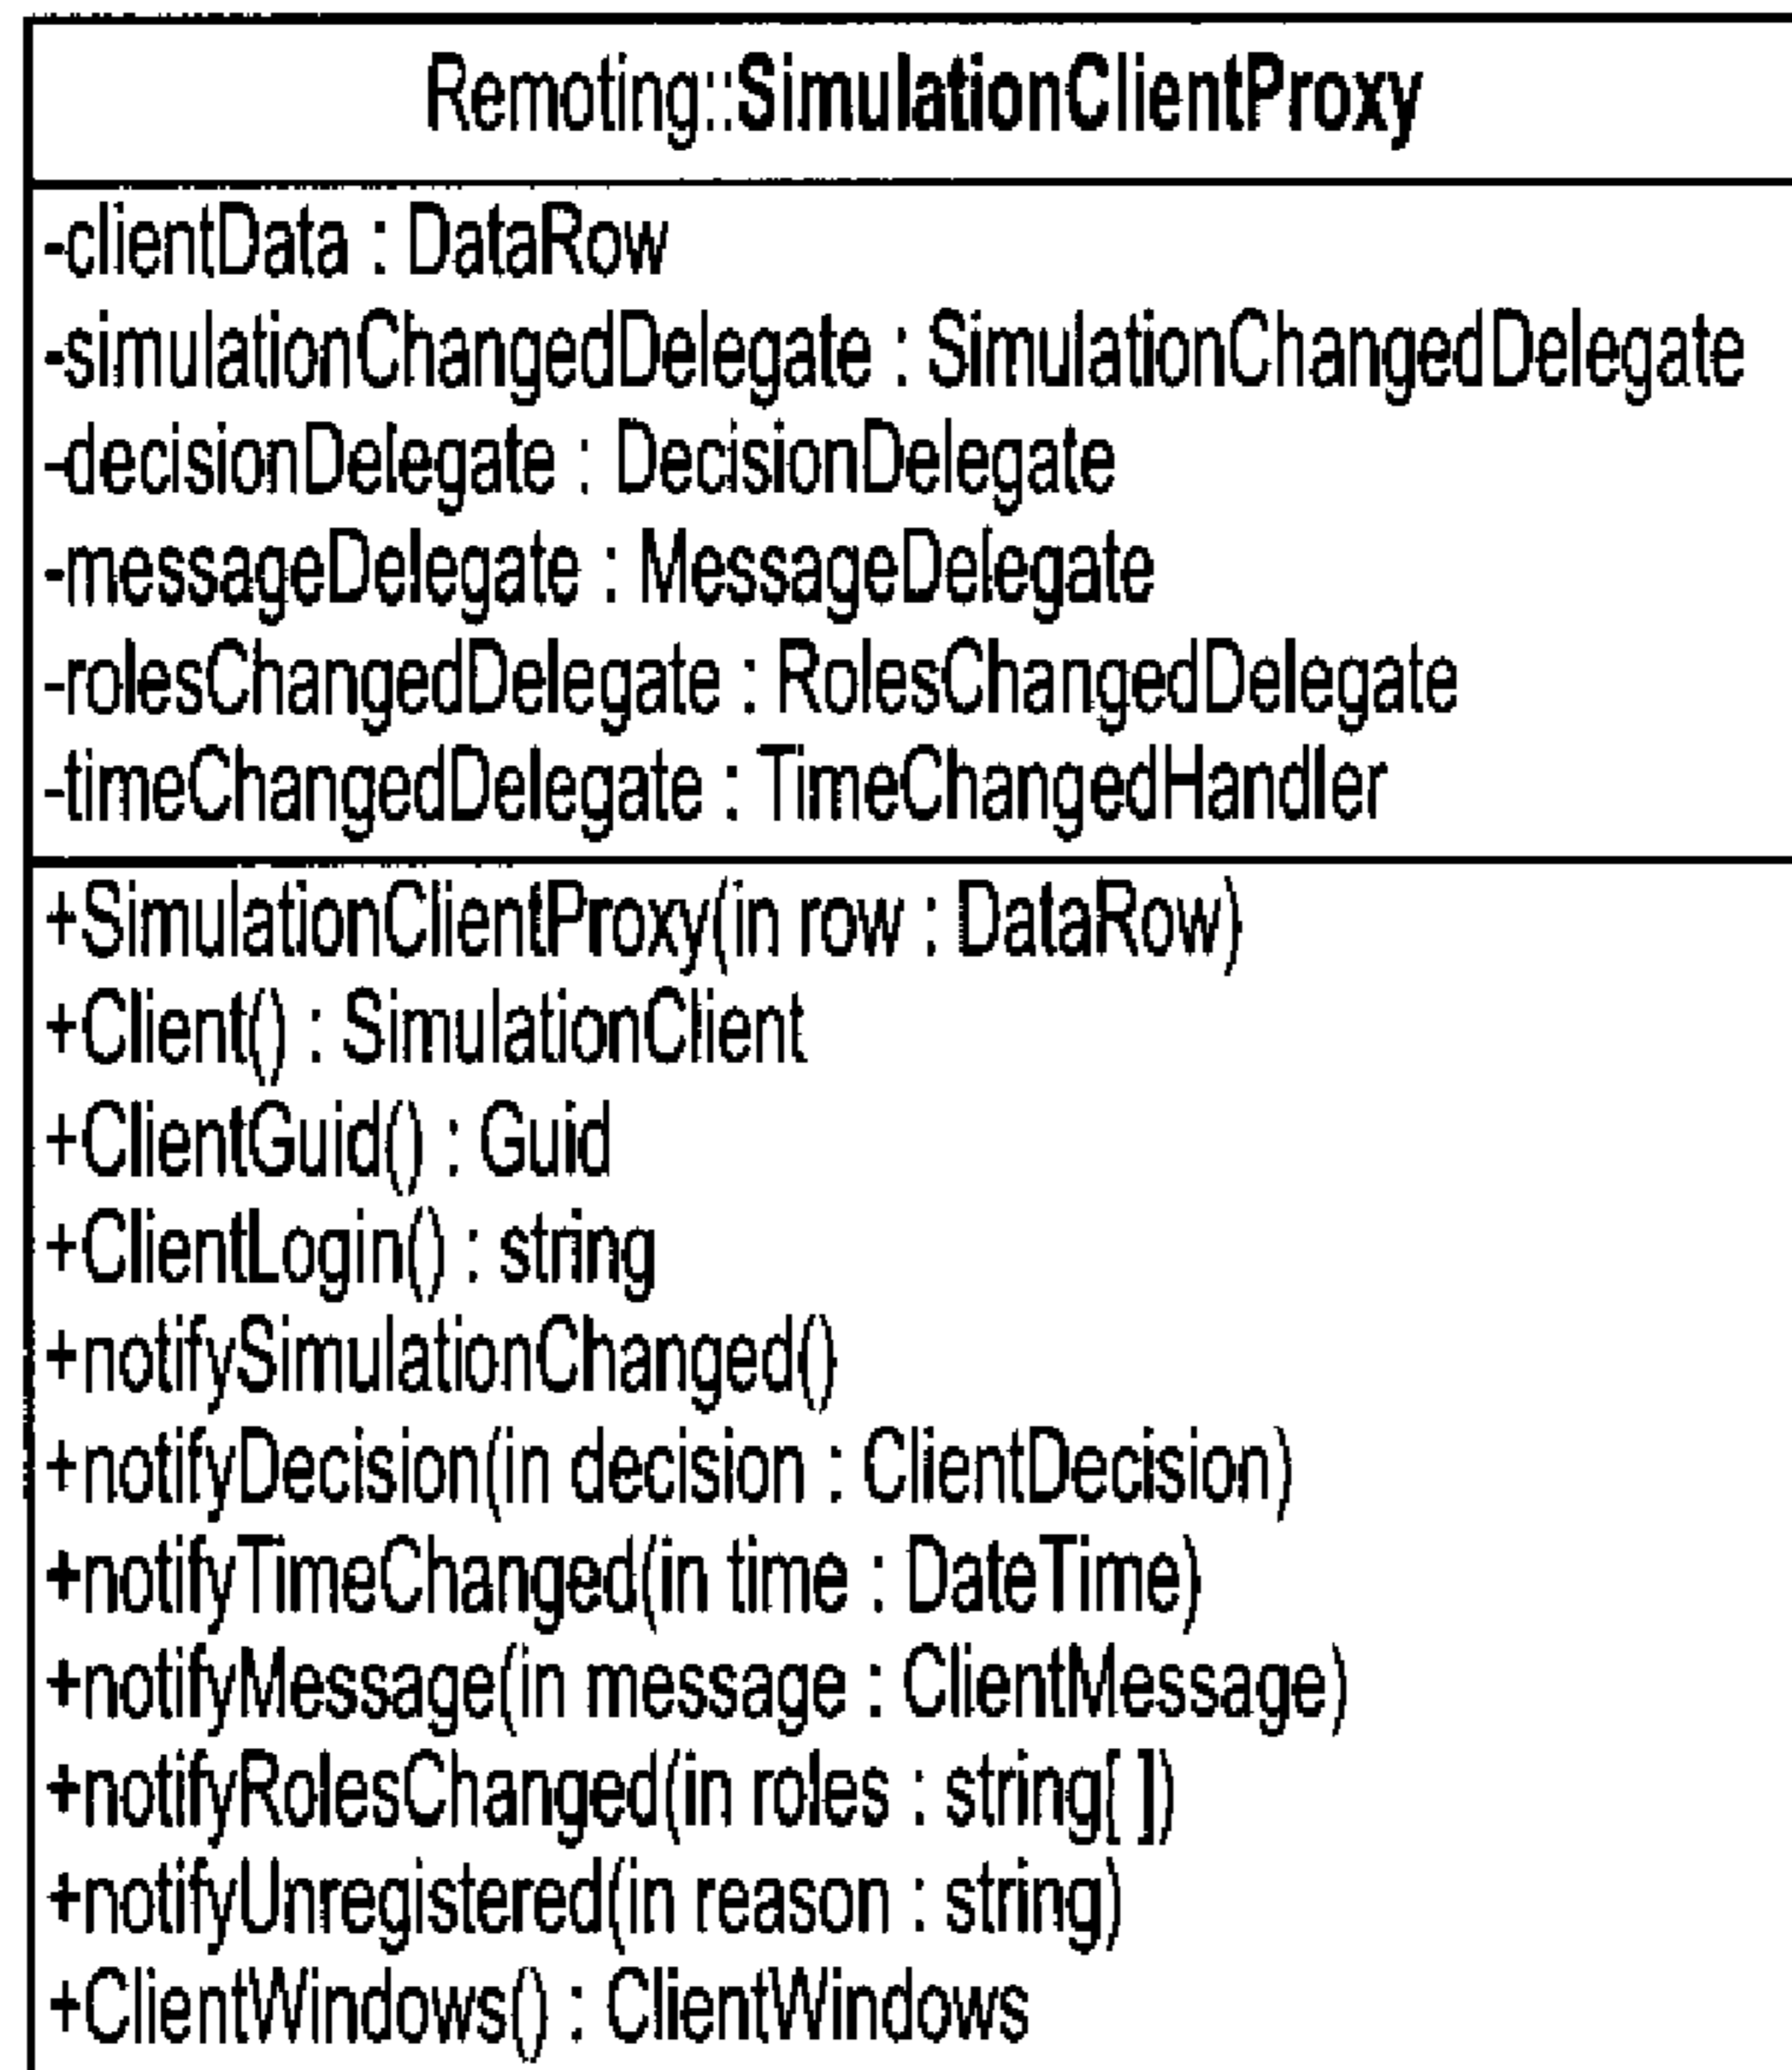 Remoting::SimulationClientProxy
-clientData : DataRow
-simulationChangedDelegate : SimulationChangedDelegate
-decisionDelegate : DecisionDelegate
-messageDelegate : MessageDelegate
-rolesChangedDelegate : RolesChangedDelegate
-timeChangedDelegate : TimeChangedHandler
+SimulationClientProxy(in row : DataRow)
+Client() : SimulationClient
+ClientGuid() : Guid
+ClientLogin() : string
+notifySimulationChanged()
+notifyDecision(in decision : ClientDecision)
+notifyTimeChanged(in time : DateTime)
+notifyMessage(in message : ClientMessage)
+notifyRolesChanged(in roles : string[ ])
+notifyUnregistered(in reason : string)
+ClientWindows() : ClientWindows